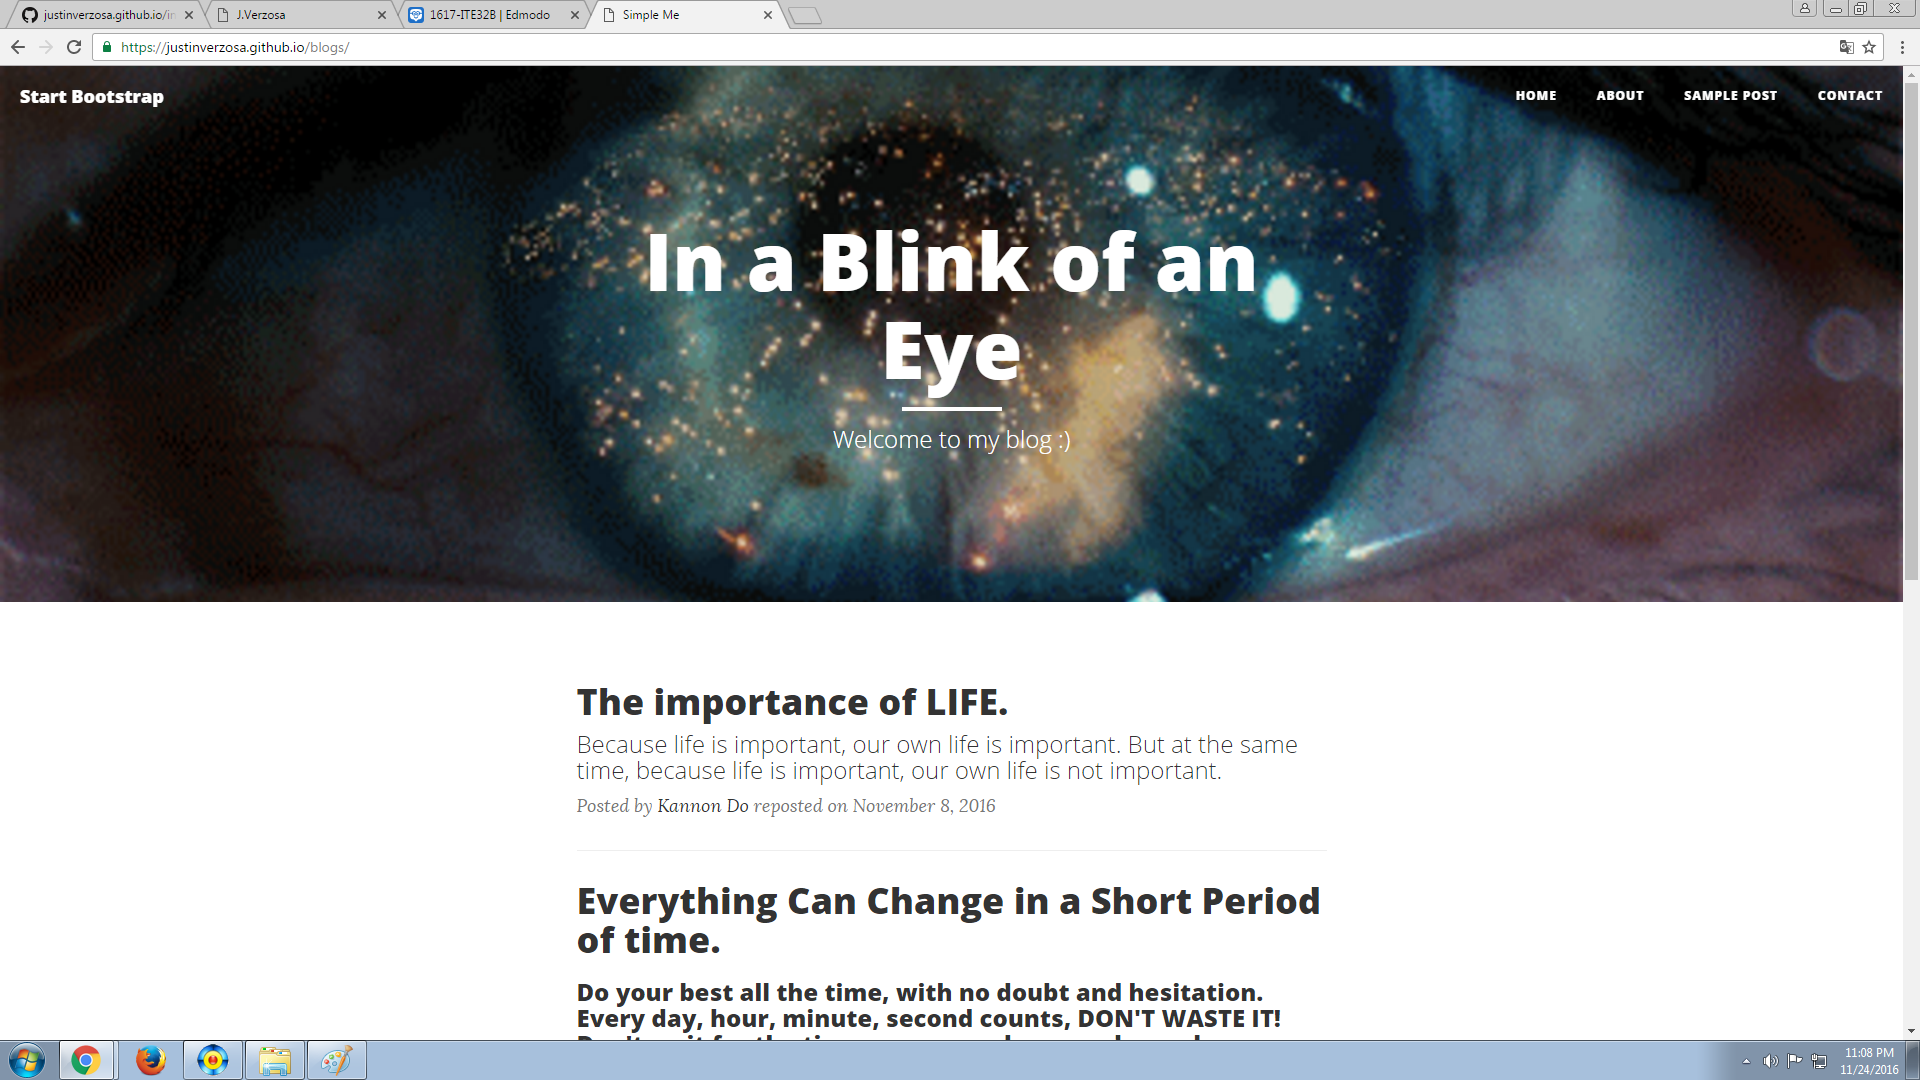 justinverzosa.github.io/in
J.Verzosa
1617-ITE32B | Edmodo
Simple Me
https://justinverzosa.github.io/blogs/
Start Bootstrap
HOME
ABOUT
SAMPLE POST
CONTACT
In a Blink of an
Eye
Welcome to my blog :)
The importance of LIFE.
Because life is important, our own life is important. But at the same
time, because life is important, our own life is not important.
Posted by Kannon Do reposted on November 8, 2016
Everything Can Change in a Short Period
of time.
Do your best all the time, with no doubt and hesitation.
Every day, hour, minute, second counts, DON'T WASTE IT!
11:08 PM
11/24/2016